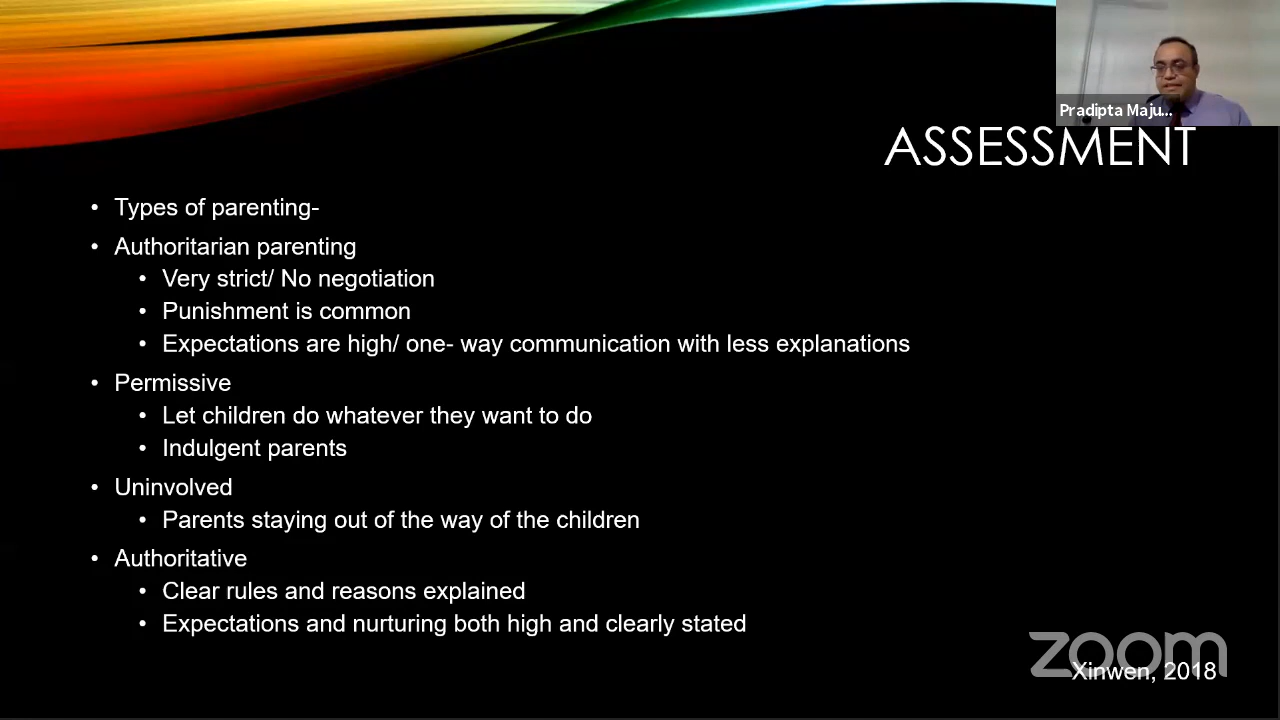 Pradipta Maju...
ASSESSMENT
• Types of parenting-
• Authoritarian parenting
• Very strict/ No negotiation
• Punishment is common
• Expectations are high/ one- way communication with less explanations
• Permissive
• Let children do whatever they want to do
• Indulgent parents
• Uninvolved
• Parents staying out of the way of the children
• Authoritative
• Clear rules and reasons explained
• Expectations and nurturing both high and clearly stated
zoom
Xinwen, 2018